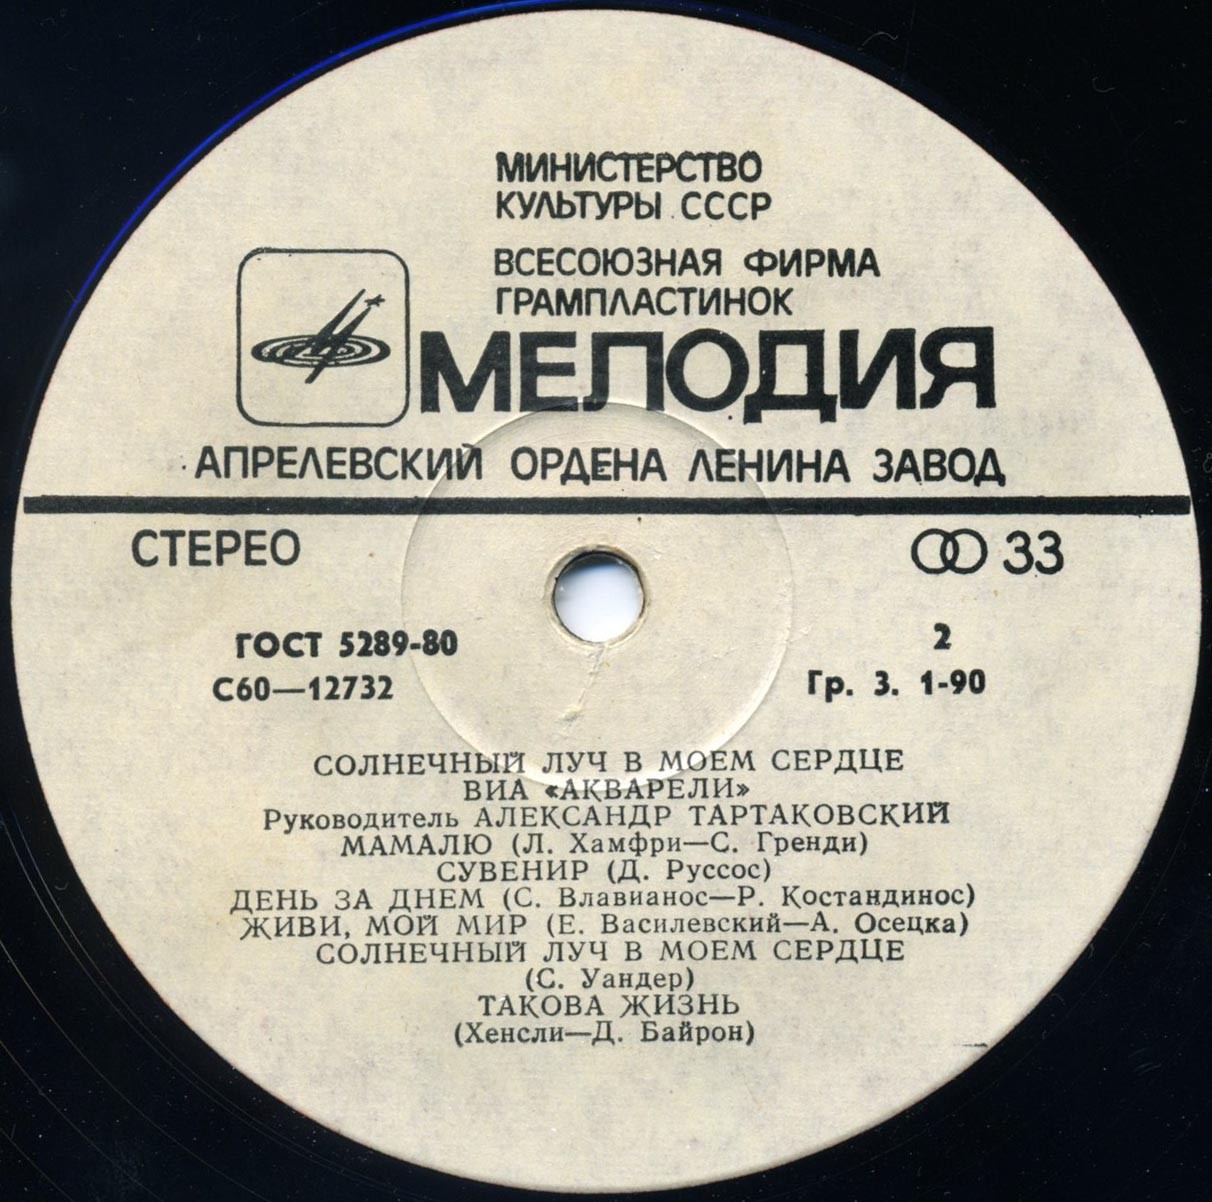 МИНИСТЕРСТВО
КУЛЬТУРЫ СССР
ВСЕСОЮЗНАЯ ФИРМА
ГРАМПЛАСТИНОК
МЕЛОДИЯ
АПРЕЛЕВСКИЙ ОРДЕНА ЛЕНИНА ЗАВОД
СТЕРЕО 33
ГОСТ 5289-80 2
С60—12732 Гр. 3. 1-90
СОЛНЕЧНЫЙ ЛУЧ В МОЕМ СЕРДЦЕ
ВИА «АКВАРЕЛИ»
Руководитель АЛЕКСАНДР ТАРТАКОВСКИЙ
МАМАЛЮ (Л. Хамфри—С. Гренди)
СУВЕНИР (Д. Руссос)
ДЕНЬ ЗА ДНЕМ (С. Влавианос—Р. Костандинос)
ЖИВИ, МОЙ МИР (Е. Василевский—А. Осецка)
СОЛНЕЧНЫЙ ЛУЧ В МОЕМ СЕРДЦЕ
(С. Уандер)
ТАКОВА ЖИЗНЬ
(Хенсли—Д. Байрон)